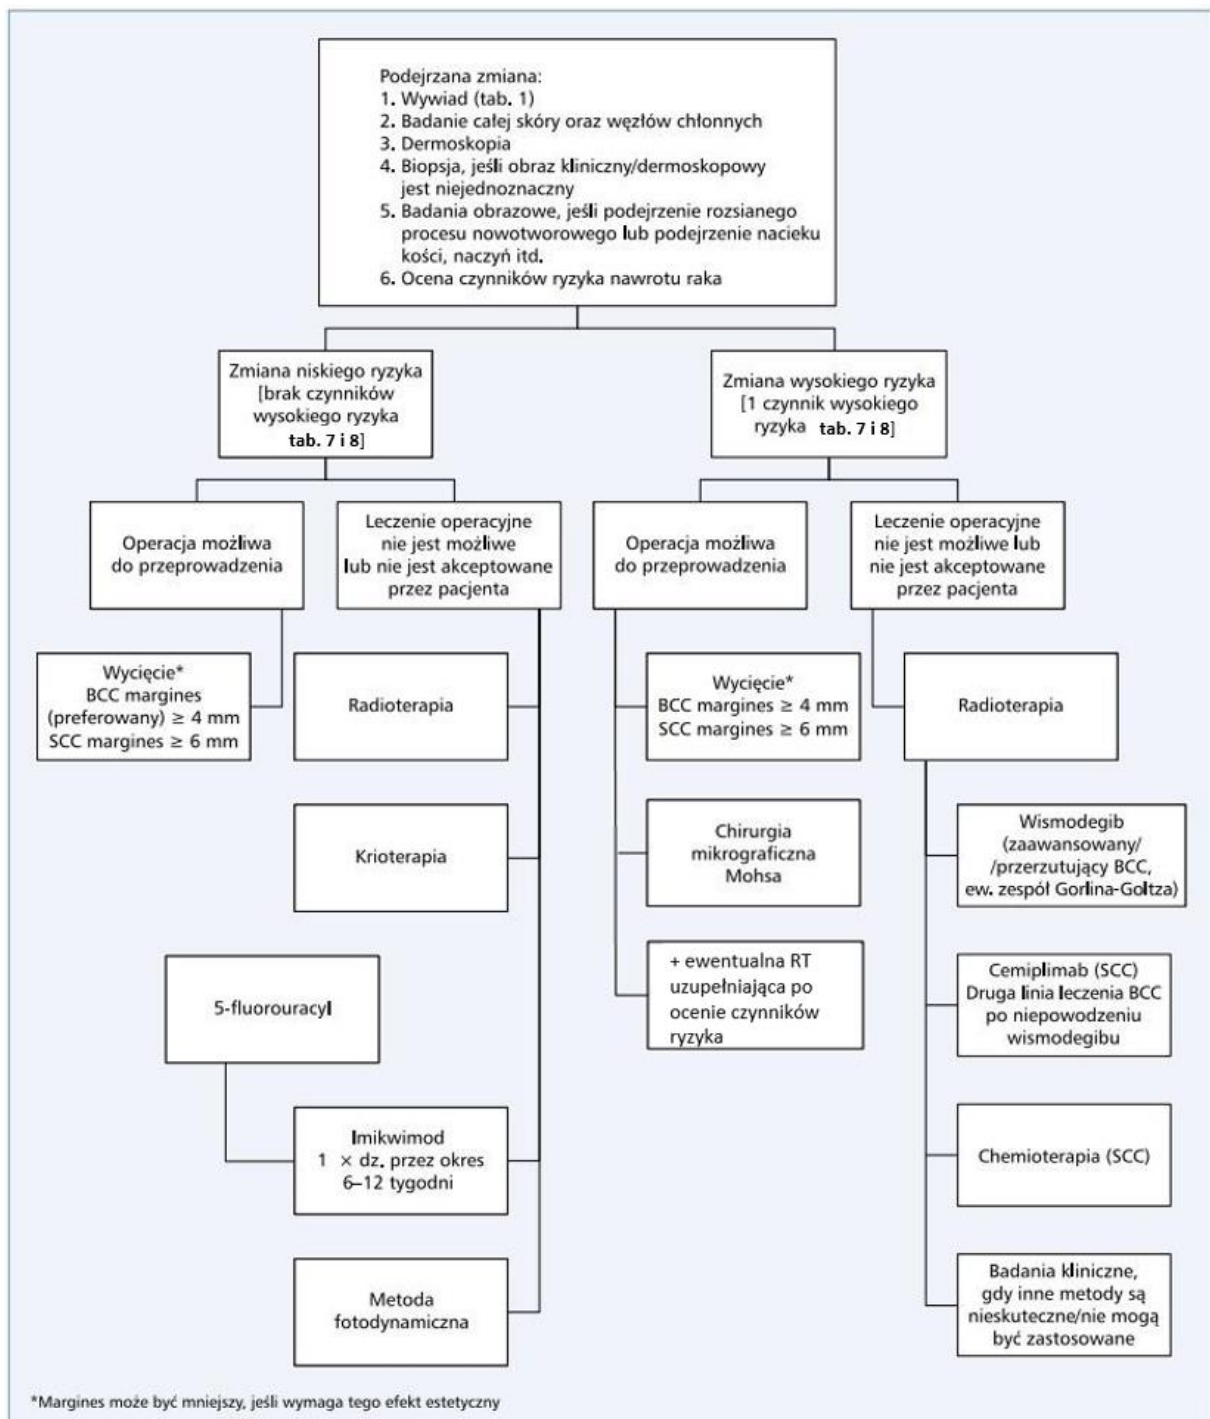 Podejrzana zmiana:
1. Wywiad (tab. 1)
2. Badanie całej skóry oraz węzłów chłonnych
3. Dermoskopia
4. Biopsja, jeśli obraz kliniczny/dermoskopowy
jest niejednoznaczny
5. Badania obrazowe, jeśli podejrzenie rozsianego
procesu nowotworowego lub podejrzenie nacieku
kości, naczyń itd.
6. Ocena czynników ryzyka nawrotu raka
Zmiana niskiego ryzyka
[brak czynników
wysokiego ryzyka
tab. 7 i 8]
Zmiana wysokiego ryzyka
[1 czynnik wysokiego
ryzyka tab. 7 i 8]
Operacja możliwa
do przeprowadzenia
Leczenie operacyjne
nie jest możliwe
lub nie jest akceptowane
przez pacjenta
Operacja możliwa
do przeprowadzenia
Leczenie operacyjne
nie jest możliwe lub
nie jest akceptowane
przez pacjenta
Wycięcie*
BCC margines
(preferowany) ≥ 4 mm
SCC margines ≥ 6 mm
Radioterapia
Wycięcie*
BCC margines ≥ 4 mm
SCC margines ≥ 6 mm
Radioterapia
Krioterapia
Chirurgia
mikrograficzna
Mohsa
Wismodegib
(zaawansowany/
/przerzutujący BCC,
ew. zespół Gorlina-Goltza)
5-fluorouracyl
+ ewentualna RT
uzupełniająca po
ocenie czynników
ryzyka
Cemiplimab (SCC)
Druga linia leczenia BCC
po niepowodzeniu
wismodegibu
Imikwimod
1 × dz. przez okres
6–12 tygodni
Chemioterapia (SCC)
Metoda
fotodynamiczna
Badania kliniczne,
gdy inne metody są
nieskuteczne/nie mogą
być zastosowane
*Margines może być mniejszy, jeśli wymaga tego efekt estetyczny